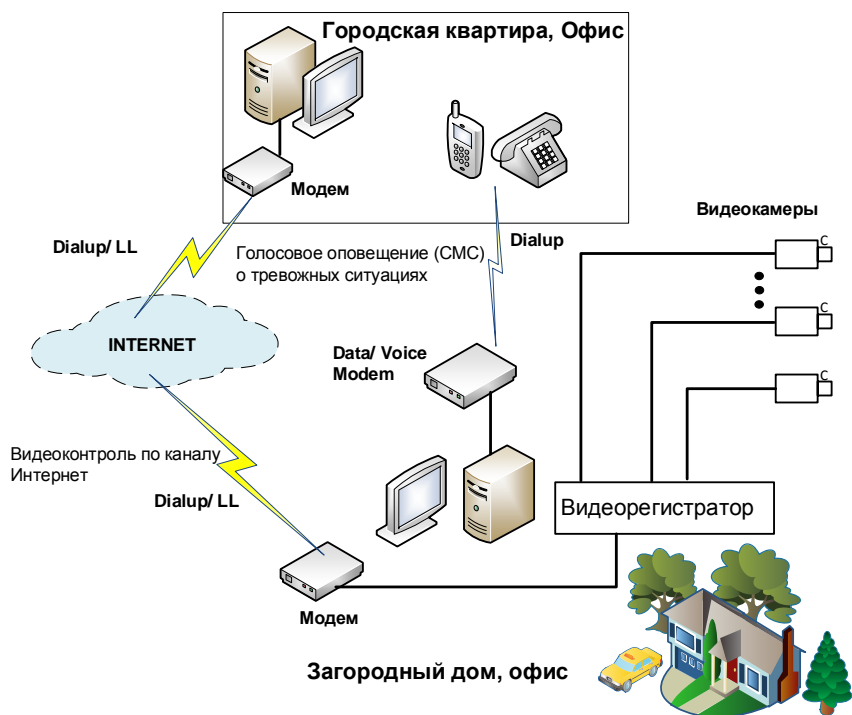 Городская квартира, Офис
Модем
Видеокамеры
Dialup/ LL
Голосовое оповещение (СМС)
о тревожных ситуациях
Dialup
С
С
С
INTERNET
Data/ Voice
Modem
Видеоконтроль по каналу
Интернет
Dialup/ LL
Видеорегистратор
Модем
Загородный дом, офис